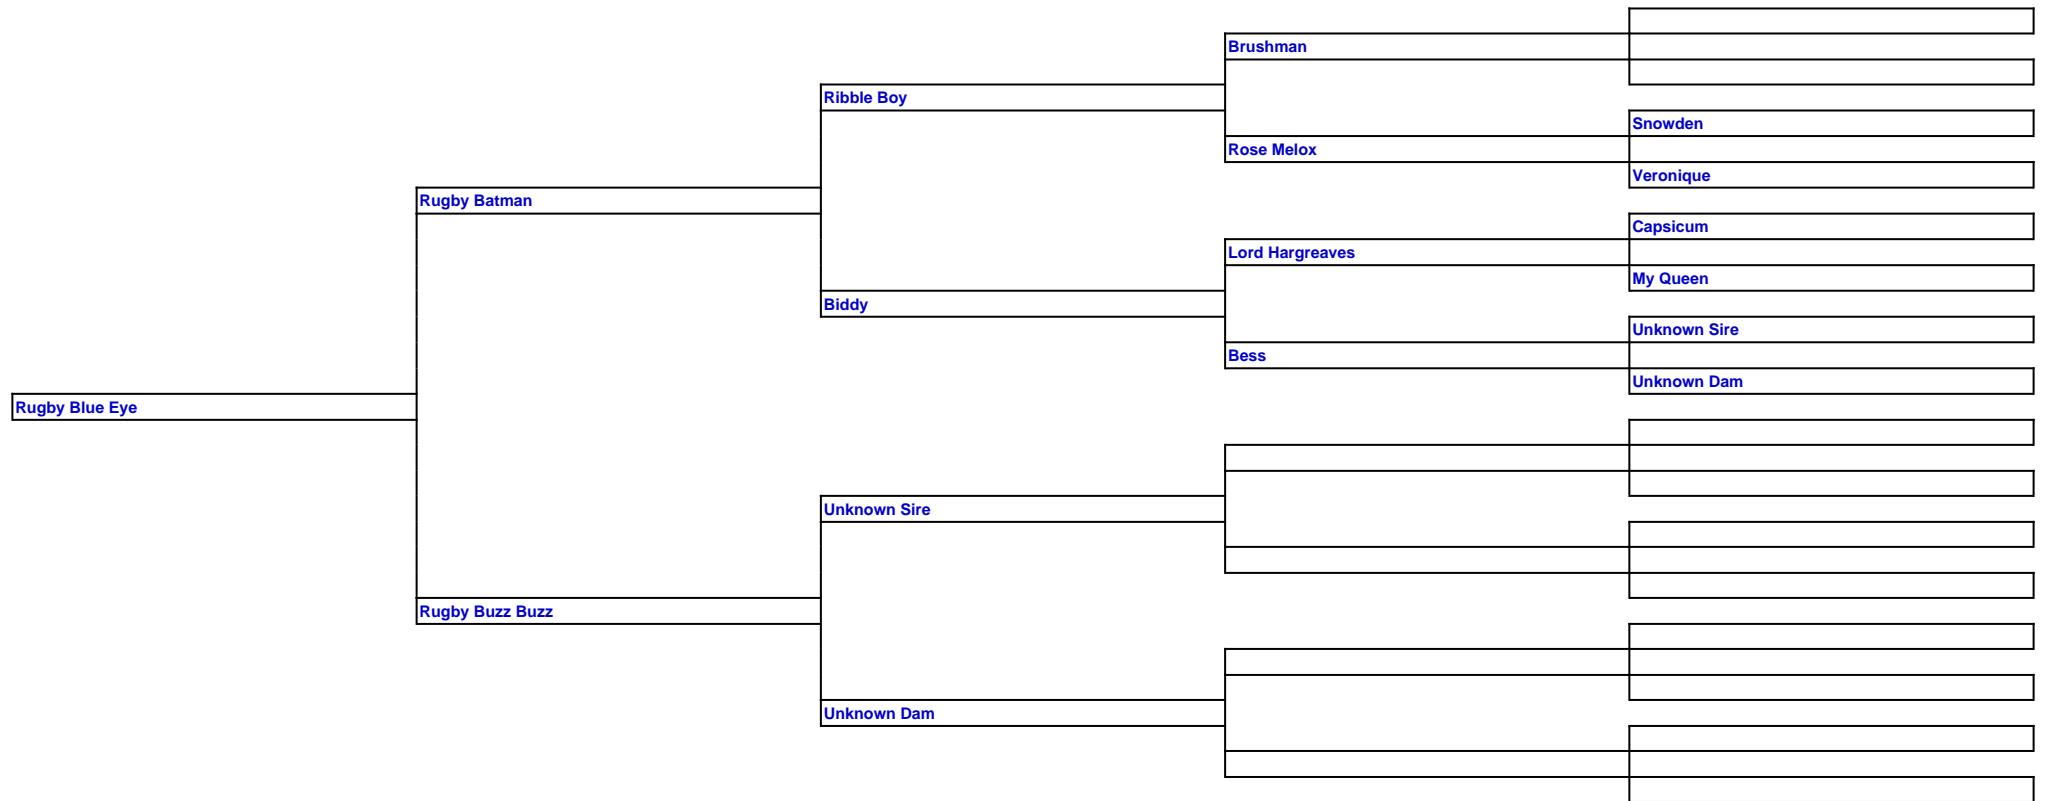 Brushman
Ribble Boy
Snowden
Rose Melox
Veronique
Rugby Batman
Capsicum
Lord Hargreaves
My Queen
Biddy
Unknown Sire
Bess
Unknown Dam
Rugby Blue Eye
Unknown Sire
Rugby Buzz Buzz
Unknown Dam